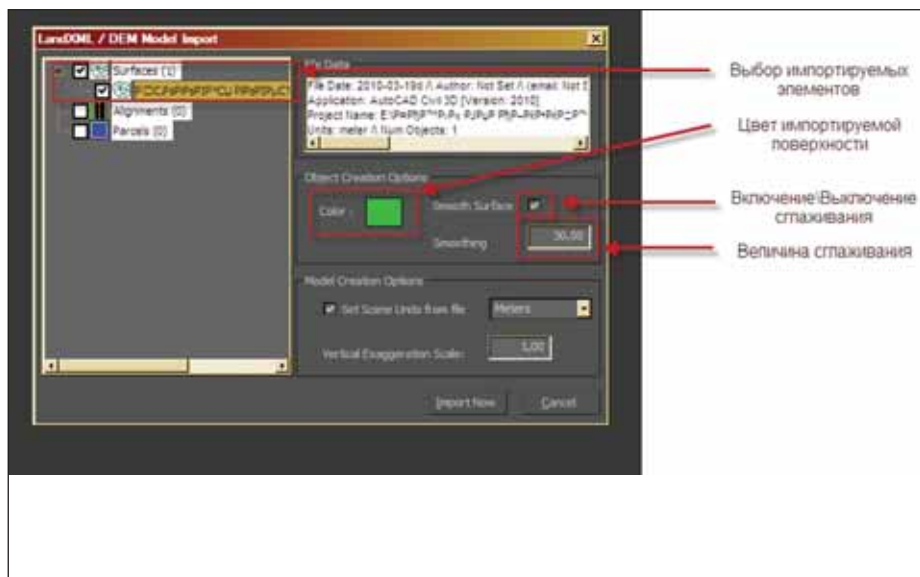 LandXML / DEM Model Import
Surfaces (1)
Alignments (0)
Parcels (0)
File Data
File Date: 2010-03-19
Author: Not Set /\ (email: Not S
Application: AutoCAD Civil 3D [Version: 2010]
Project Name:
Units: meter /\ Num Objects: 1
Object Creation Options
Color :
Smooth Surface
Smoothing
30.00
Model Creation Options
Set Scene Units from file
Meters
Vertical Exaggeration Scale:
1,00
Import Now
Cancel
Выбор импортируемых
элементов
Цвет импортируемой
поверхности
Включение\Выключение
сглаживания
Величина сглаживания